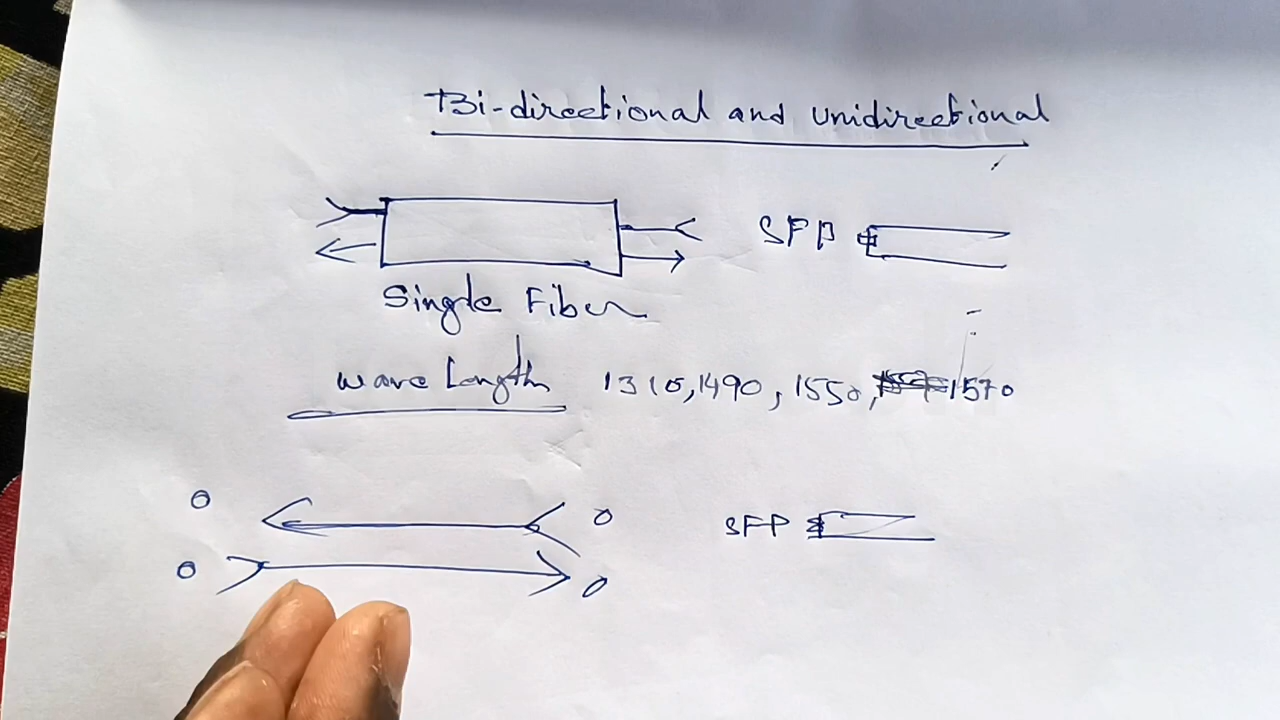 Bi-directional and unidirectional
SFP
Single Fiber
Wave Length 1310, 1490, 1550, 1570
SFP